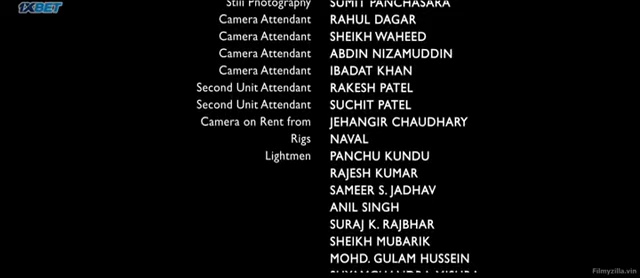 1XBET
Still Photography SUMIT PANCHASARA
Camera Attendant RAHUL DAGAR
Camera Attendant SHEIKH WAHEED
Camera Attendant ABDIN NIZAMUDDIN
Camera Attendant IBADAT KHAN
Second Unit Attendant RAKESH PATEL
Second Unit Attendant SUCHIT PATEL
Camera on Rent from JEHANGIR CHAUDHARY
Rigs NAVAL
Lightmen PANCHU KUNDU
RAJESH KUMAR
SAMEER S. JADHAV
ANIL SINGH
SURAJ K. RAJBHAR
SHEIKH MUBARIK
MOHD. GULAM HUSSEIN
Filmyzilla.vin